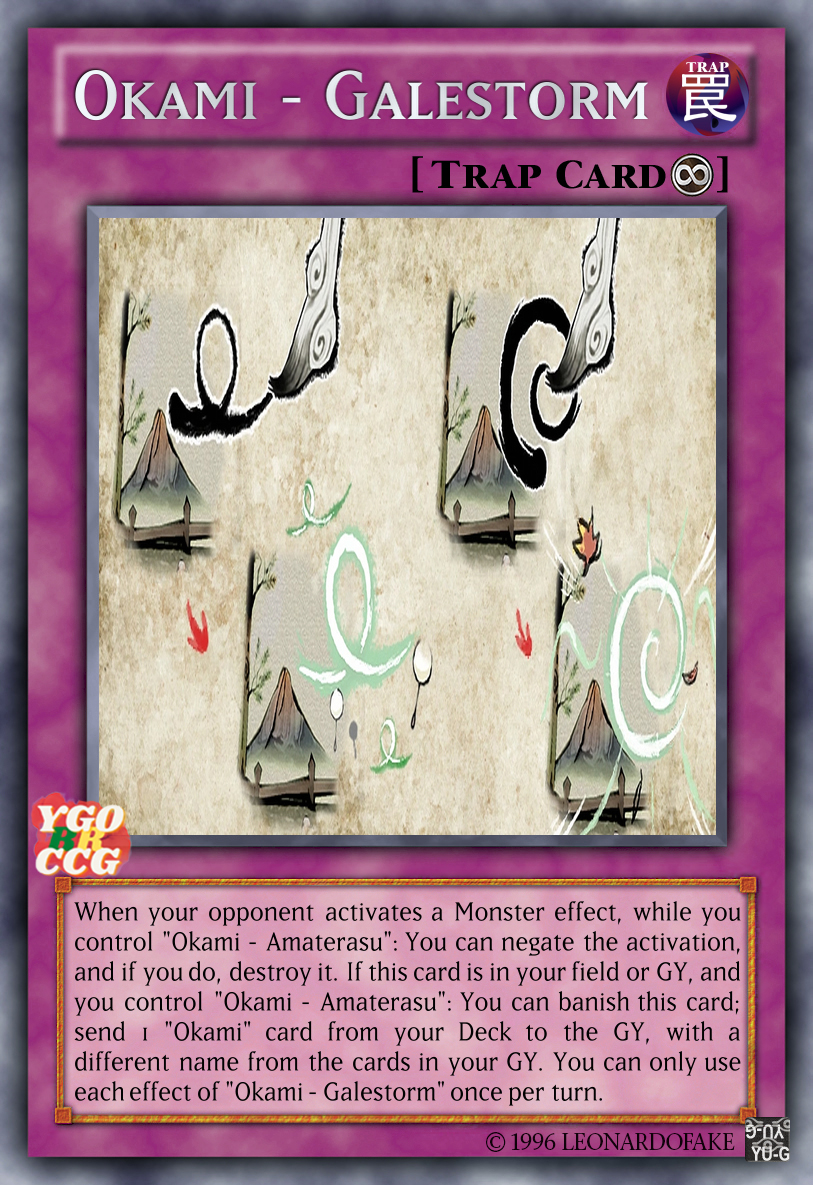 OKAMI - GALESTORM
TRAP
罠
[TRAP CARD∞]
YGO
RR
CCG
When your opponent activates a Monster effect, while you
control "Okami - Amaterasu": You can negate the activation,
and if you do, destroy it. If this card is in your field or GY, and
you control "Okami - Amaterasu": You can banish this card;
send 1 "Okami" card from your Deck to the GY, with a
different name from the cards in your GY. You can only use
each effect of "Okami - Galestorm" once per turn.
© 1996 LEONARDOFAKE
YU-G